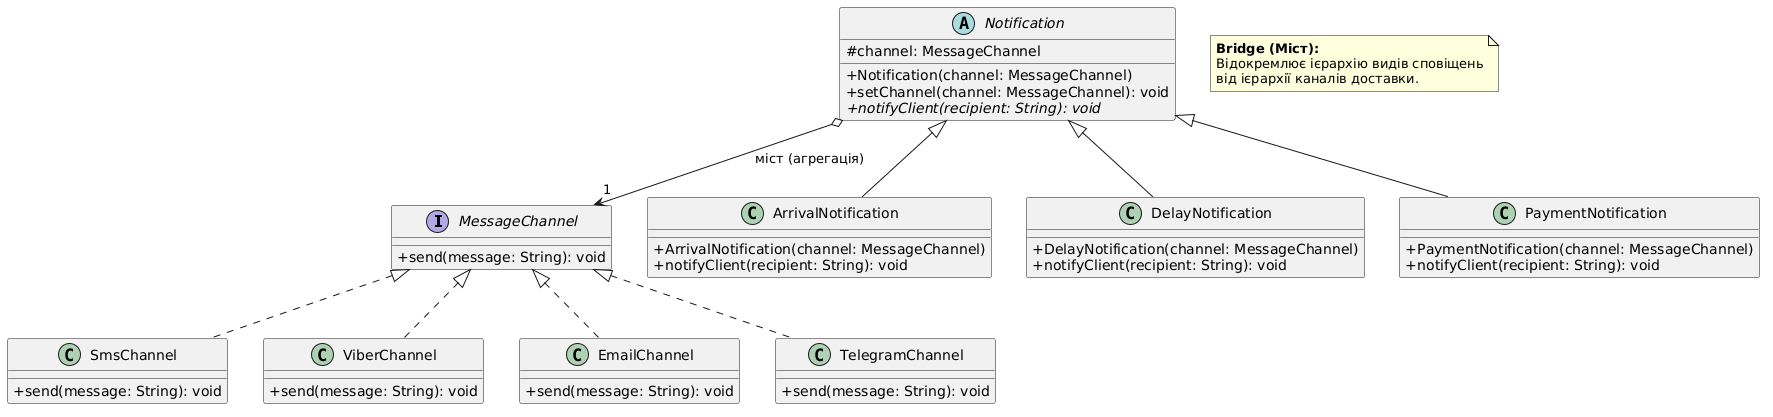 A Notification
#channel: MessageChannel
+Notification(channel: MessageChannel)
+setChannel(channel: MessageChannel): void
+notifyClient(recipient: String): void
Bridge (Міст):
Відокремлює ієрархію видів сповіщень
від ієрархії каналів доставки.
міст (агрегація)
1
I MessageChannel
+send(message: String): void
C ArrivalNotification
+ArrivalNotification(channel: MessageChannel)
+notifyClient(recipient: String): void
C DelayNotification
+DelayNotification(channel: MessageChannel)
+notifyClient(recipient: String): void
C PaymentNotification
+PaymentNotification(channel: MessageChannel)
+notifyClient(recipient: String): void
C SmsChannel
+send(message: String): void
C ViberChannel
+send(message: String): void
C EmailChannel
+send(message: String): void
C TelegramChannel
+send(message: String): void